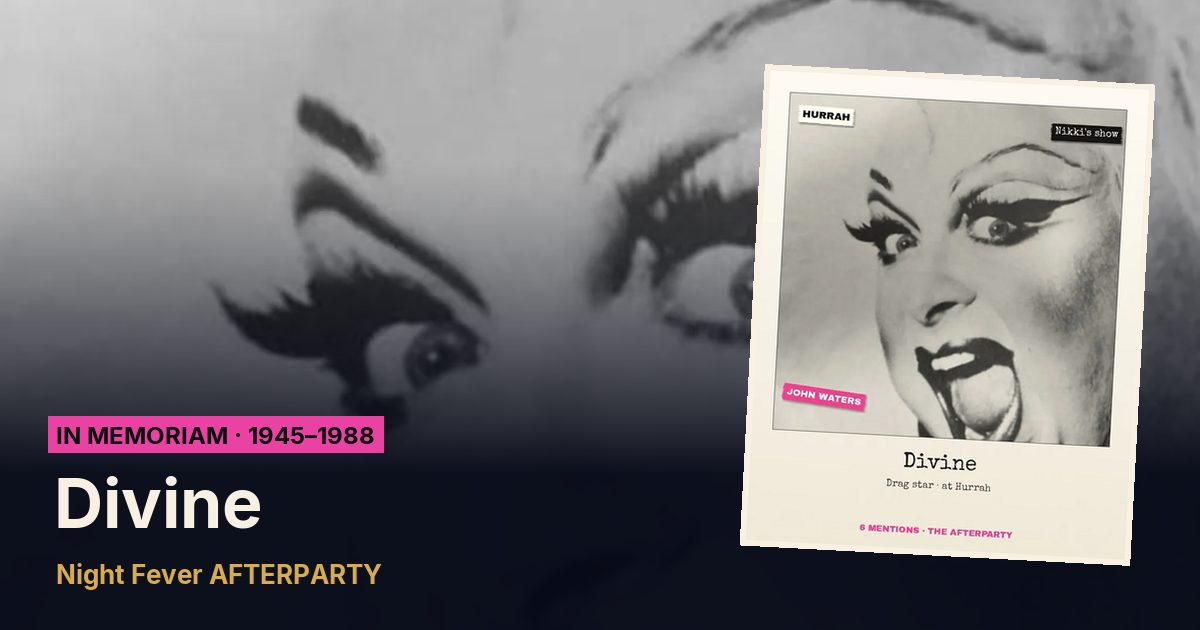 IN MEMORIAM · 1945–1988
Divine
Night Fever AFTERPARTY
HURRAH
Nikki's show
JOHN WATERS
Divine
Drag star · at Hurrah
6 MENTIONS · THE AFTERPARTY